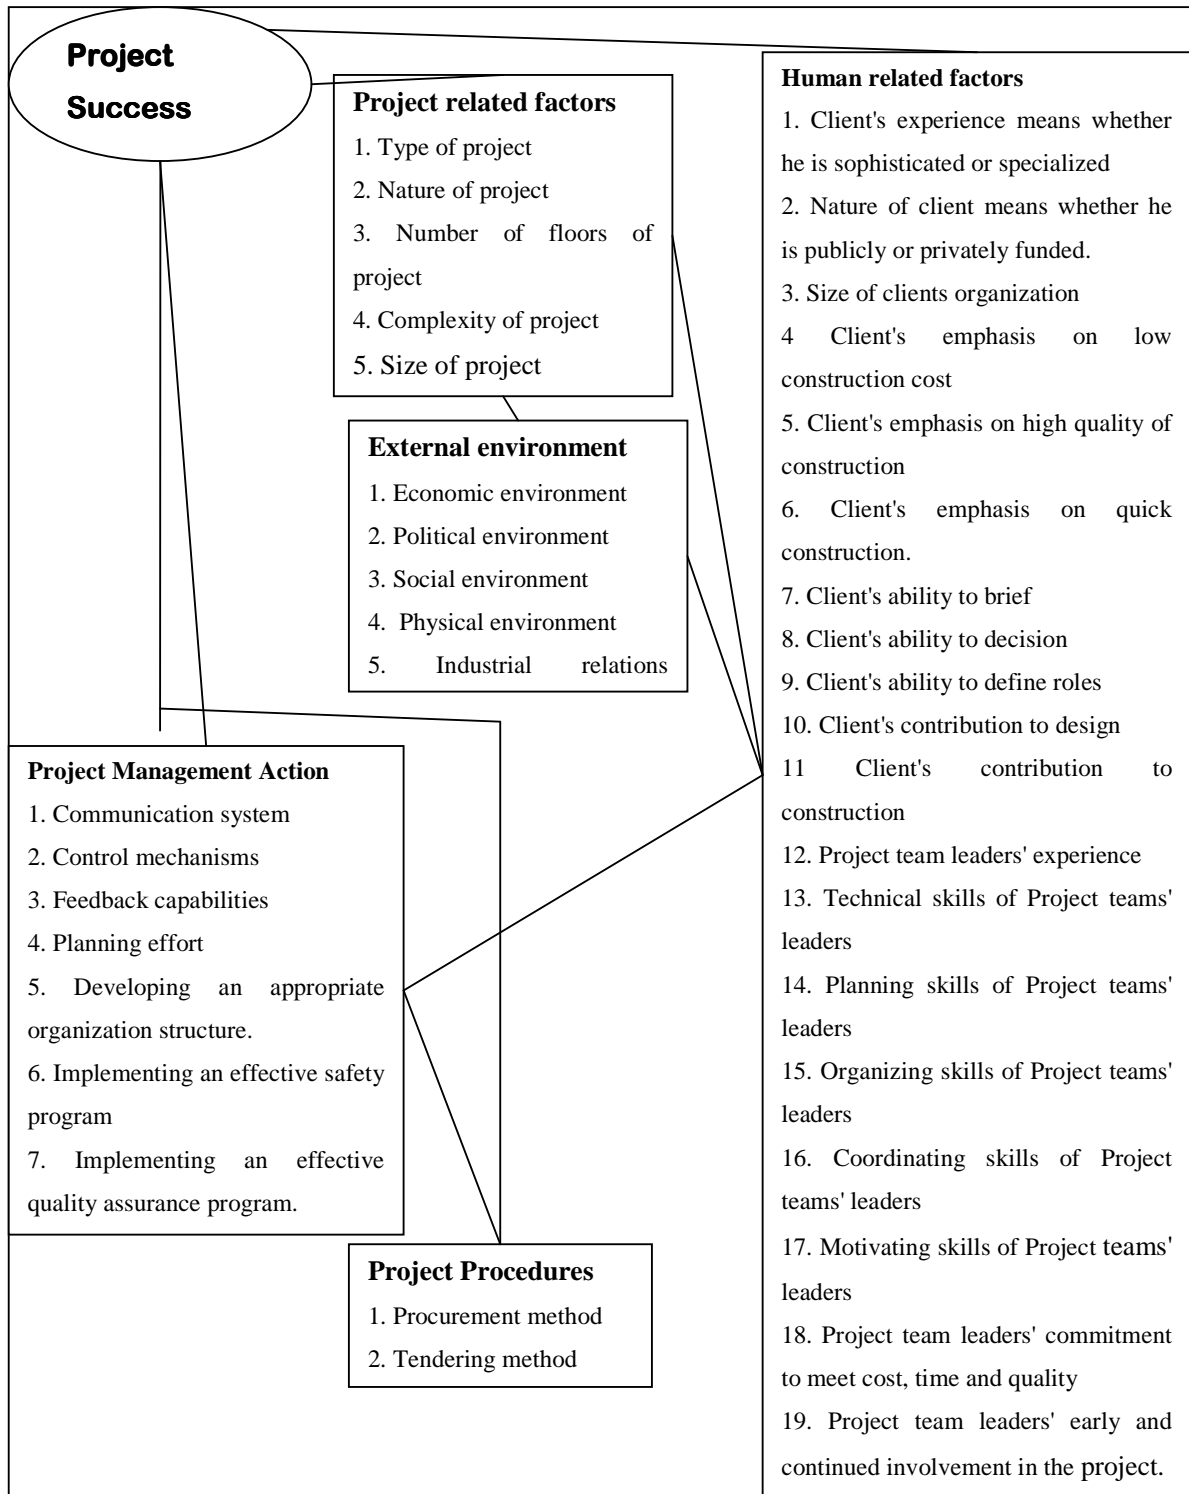 Project
Success
Project related factors
1. Type of project
2. Nature of project
3. Number of floors of
project
4. Complexity of project
5. Size of project
External environment
1. Economic environment
2. Political environment
3. Social environment
4. Physical environment
5. Industrial relations
Project Management Action
1. Communication system
2. Control mechanisms
3. Feedback capabilities
4. Planning effort
5. Developing an appropriate
organization structure.
6. Implementing an effective safety
program
7. Implementing an effective
quality assurance program.
Project Procedures
1. Procurement method
2. Tendering method
Human related factors
1. Client's experience means whether
he is sophisticated or specialized
2. Nature of client means whether he
is publicly or privately funded.
3. Size of clients organization
4 Client's emphasis on low
construction cost
5. Client's emphasis on high quality of
construction
6. Client's emphasis on quick
construction.
7. Client's ability to brief
8. Client's ability to decision
9. Client's ability to define roles
10. Client's contribution to design
11 Client's contribution to
construction
12. Project team leaders' experience
13. Technical skills of Project teams'
leaders
14. Planning skills of Project teams'
leaders
15. Organizing skills of Project teams'
leaders
16. Coordinating skills of Project
teams' leaders
17. Motivating skills of Project teams'
leaders
18. Project team leaders' commitment
to meet cost, time and quality
19. Project team leaders' early and
continued involvement in the project.